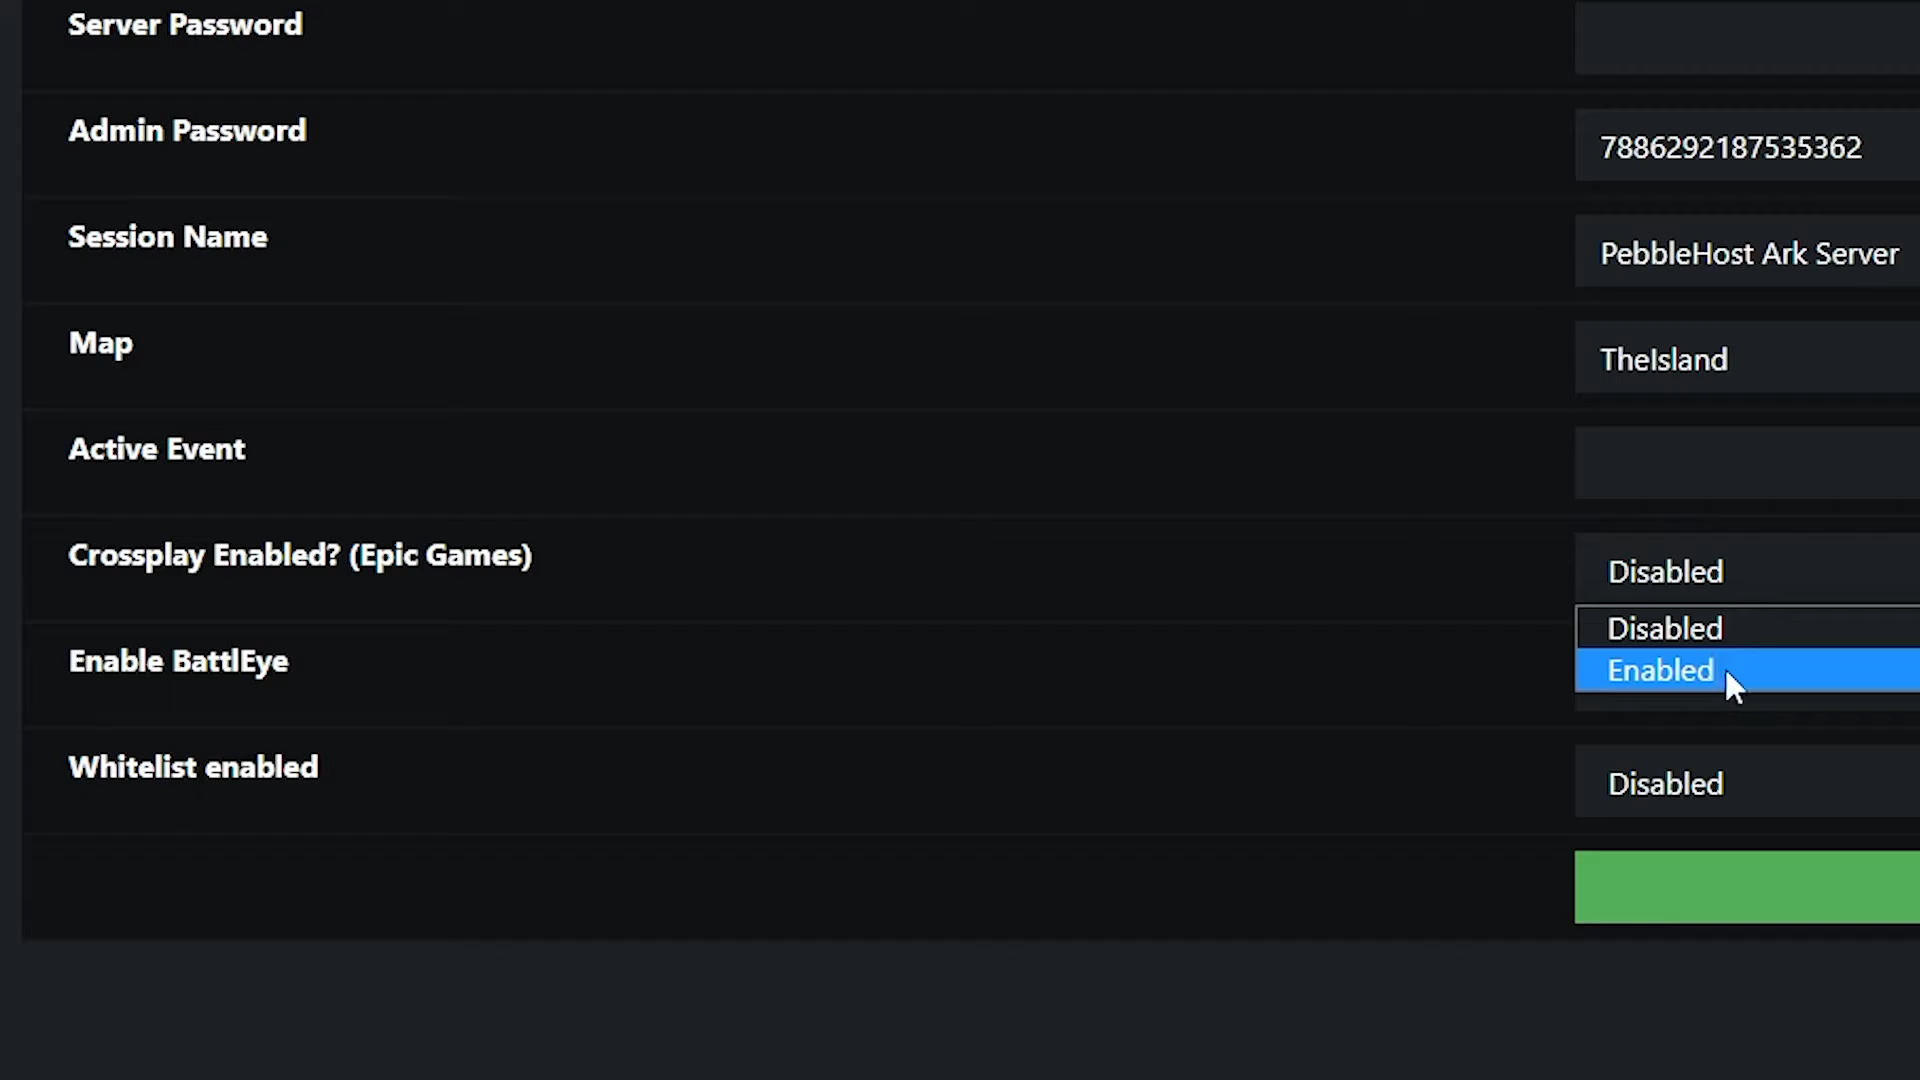 Server Password
Admin Password
7886292187535362
Session Name
PebbleHost Ark Server
Map
TheIsland
Active Event
Crossplay Enabled? (Epic Games)
Disabled
Disabled
Enabled
Enable BattlEye
Whitelist enabled
Disabled